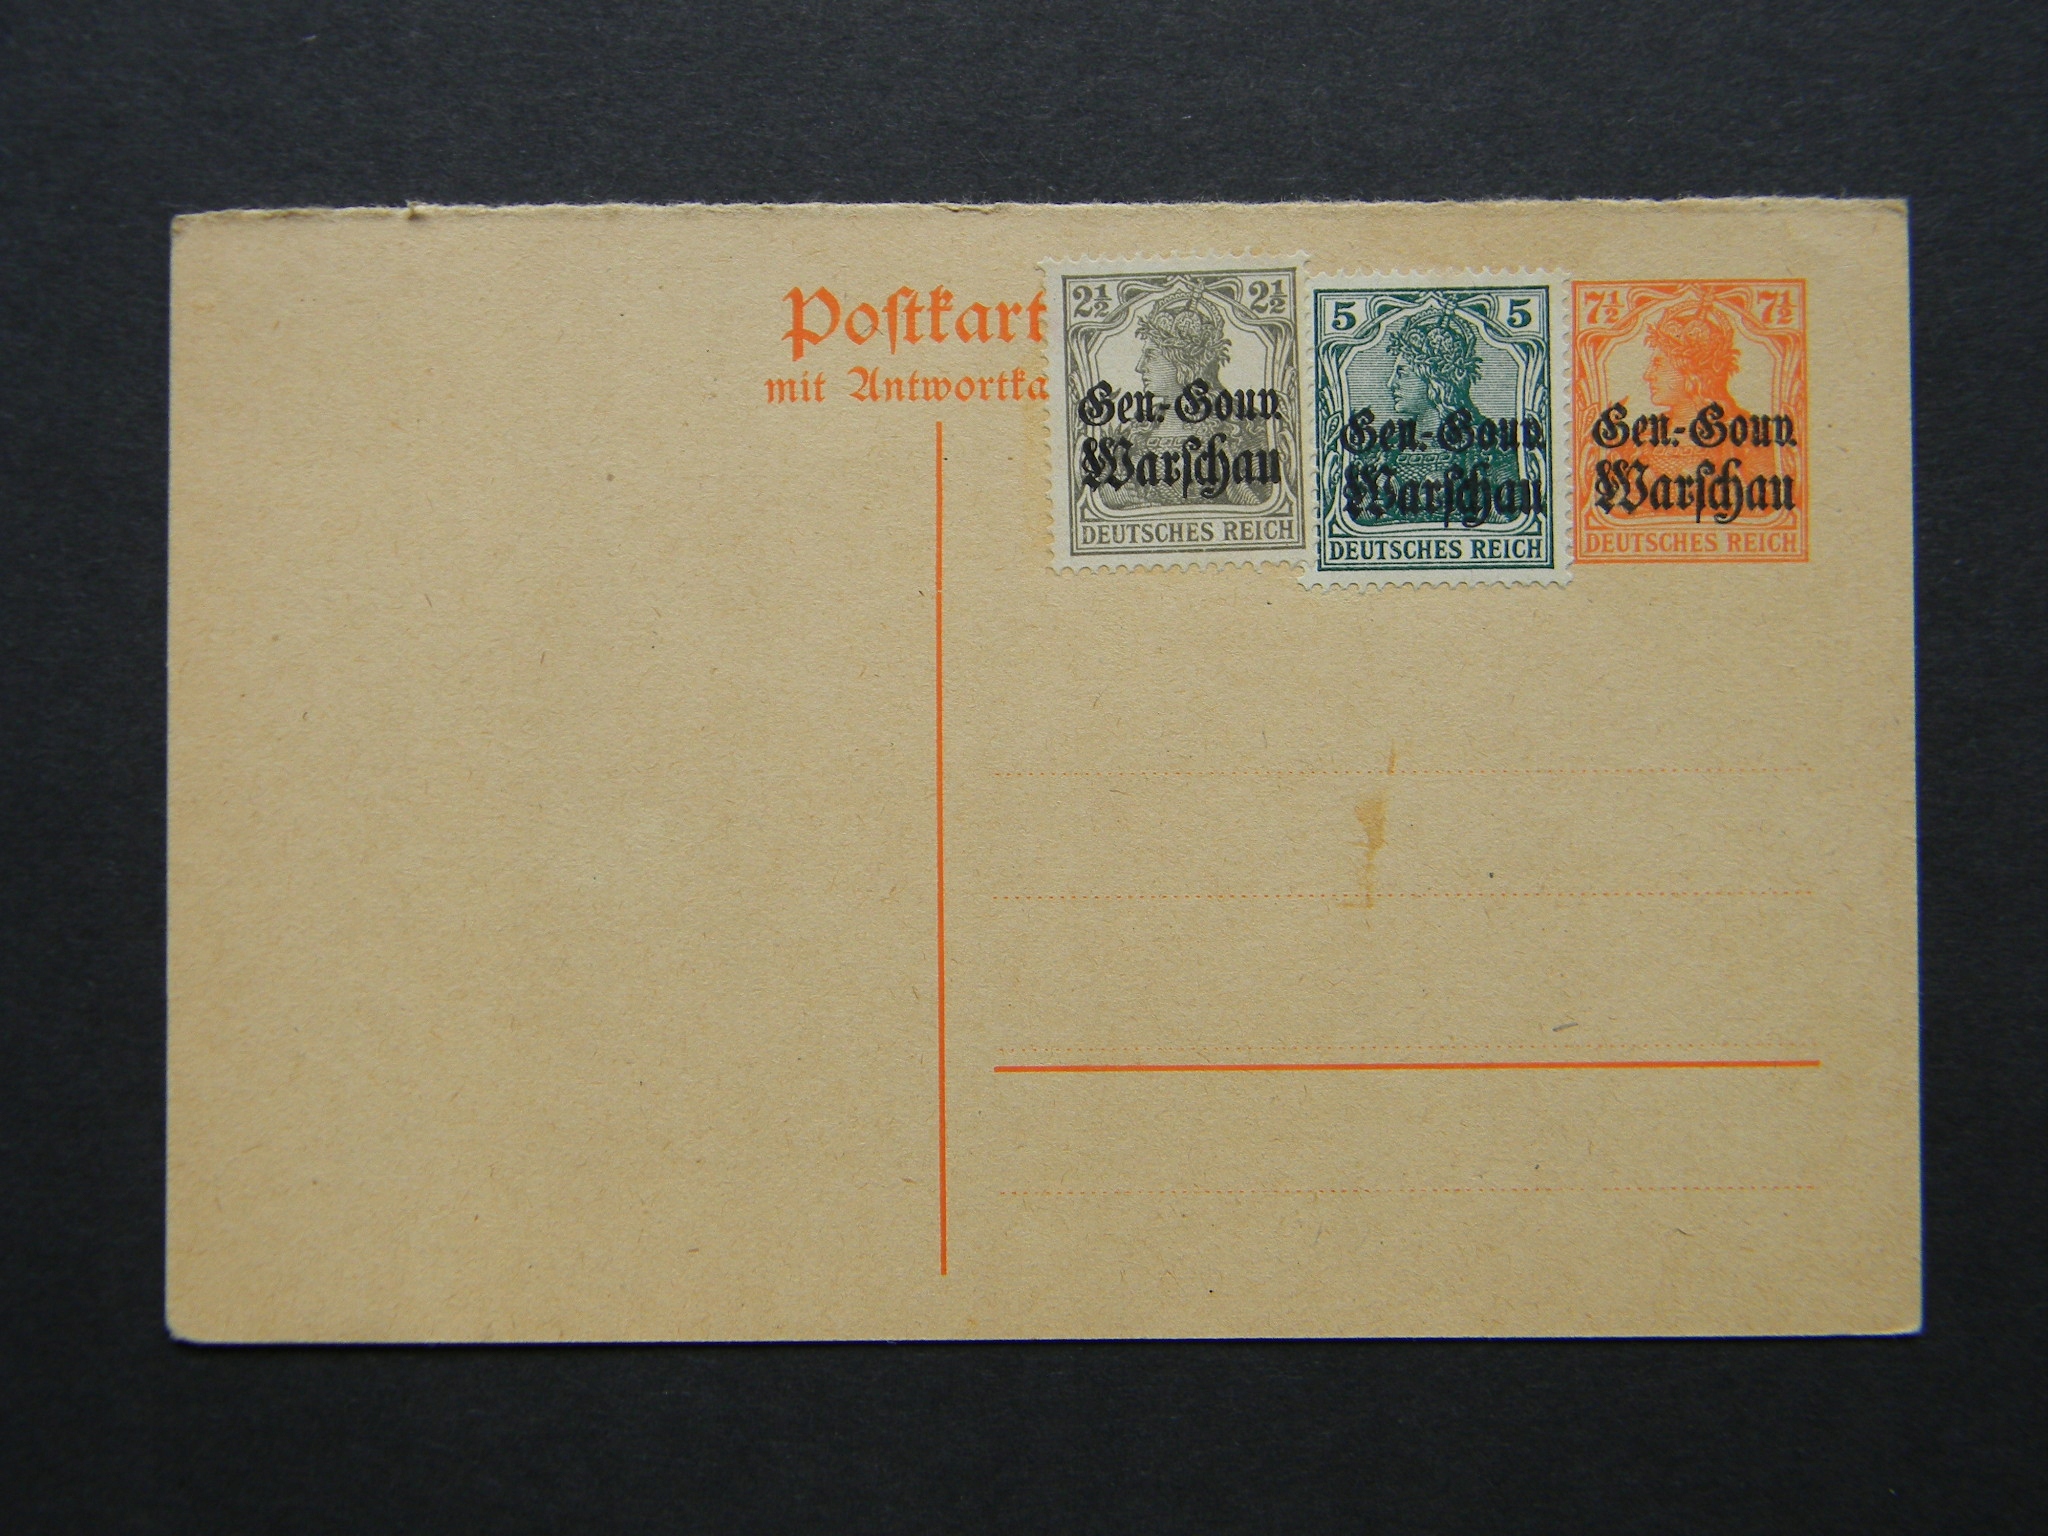 Postkart
mit Antwortka
2½ 2½
Gen.-Gouv.
Warschau
DEUTSCHES REICH
5 5
Gen.-Gouv.
Warschau
DEUTSCHES REICH
7½ 7½
Gen.-Gouv.
Warschau
DEUTSCHES REICH